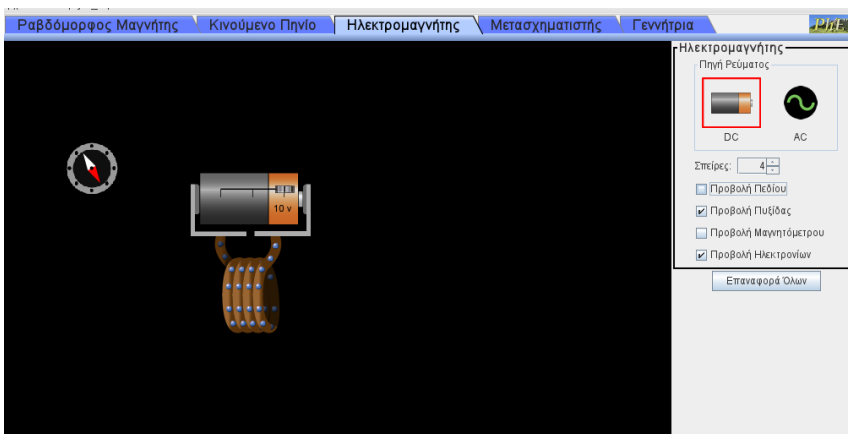 Ραβδόμορφος Μαγνήτης Κινούμενο Πηνίο Ηλεκτρομαγνήτης Μετασχηματιστής Γεννήτρια
Ηλεκτρομαγνήτης
Πηγή Ρεύματος
DC AC
Σπείρες: 4
Προβολή Πεδίου
Προβολή Πυξίδας
Προβολή Μαγνητόμετρου
Προβολή Ηλεκτρονίων
Επαναφορά Όλων
10 v